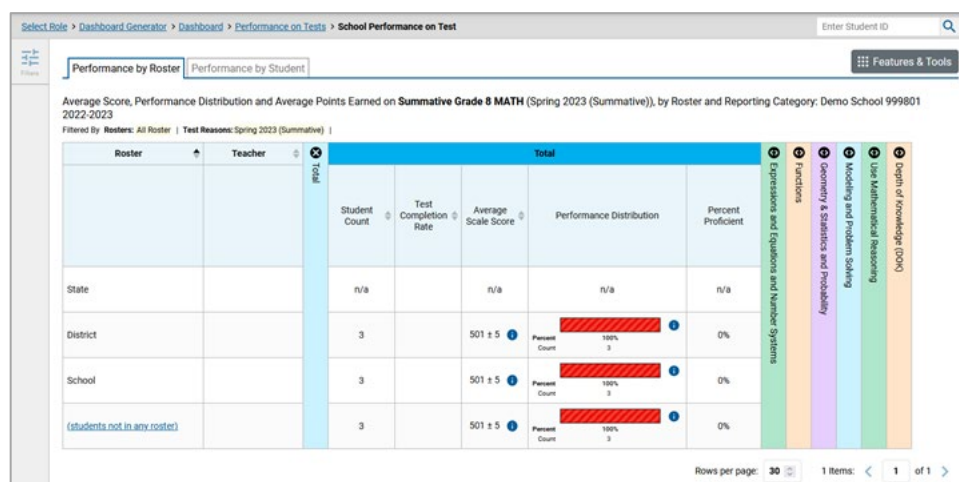 Select Role > Dashboard Generator > Dashboard > Performance on Tests > School Performance on Test
Enter Student ID
Filters
Performance by Roster
Performance by Student
Features & Tools
Average Score, Performance Distribution and Average Points Earned on Summative Grade 8 MATH (Spring 2023 (Summative)), by Roster and Reporting Category: Demo School 999801
2022-2023
Filtered By Rosters: All Roster | Test Reasons: Spring 2023 (Summative) |
Roster Teacher Total Total
Student Count
Test Completion Rate
Average Scale Score
Performance Distribution
Percent Proficient
Expressions and Equations and Number Systems
Functions
Geometry & Statistics and Probability
Modeling and Problem Solving
Use Mathematical Reasoning
Depth of Knowledge (DOK)
State n/a n/a n/a n/a
District 3 501 ± 5 Percent 100% 0%
Count 3
School 3 501 ± 5 Percent 100% 0%
Count 3
(students not in any roster) 3 501 ± 5 Percent 100% 0%
Count 3
Rows per page: 30 1 Items: < 1 of 1 >